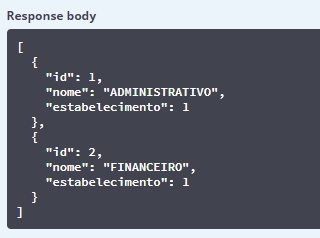 Response body
[
  {
    "id": 1,
    "nome": "ADMINISTRATIVO",
    "estabelecimento": 1
  },
  {
    "id": 2,
    "nome": "FINANCEIRO",
    "estabelecimento": 1
  }
]